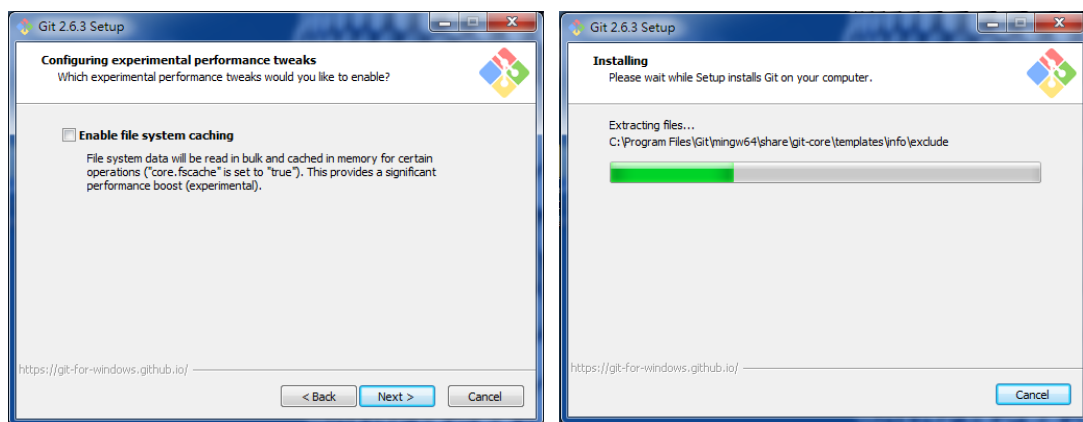 Git 2.6.3 Setup
Configuring experimental performance tweaks
Which experimental performance tweaks would you like to enable?
Enable file system caching
File system data will be read in bulk and cached in memory for certain
operations ("core.fscache" is set to "true"). This provides a significant
performance boost (experimental).
https://git-for-windows.github.io/
< Back Next > Cancel
Git 2.6.3 Setup
Installing
Please wait while Setup installs Git on your computer.
Extracting files...
C:\Program Files\Git\mingw64\share\git-core\templates\info\exclude
https://git-for-windows.github.io/
Cancel